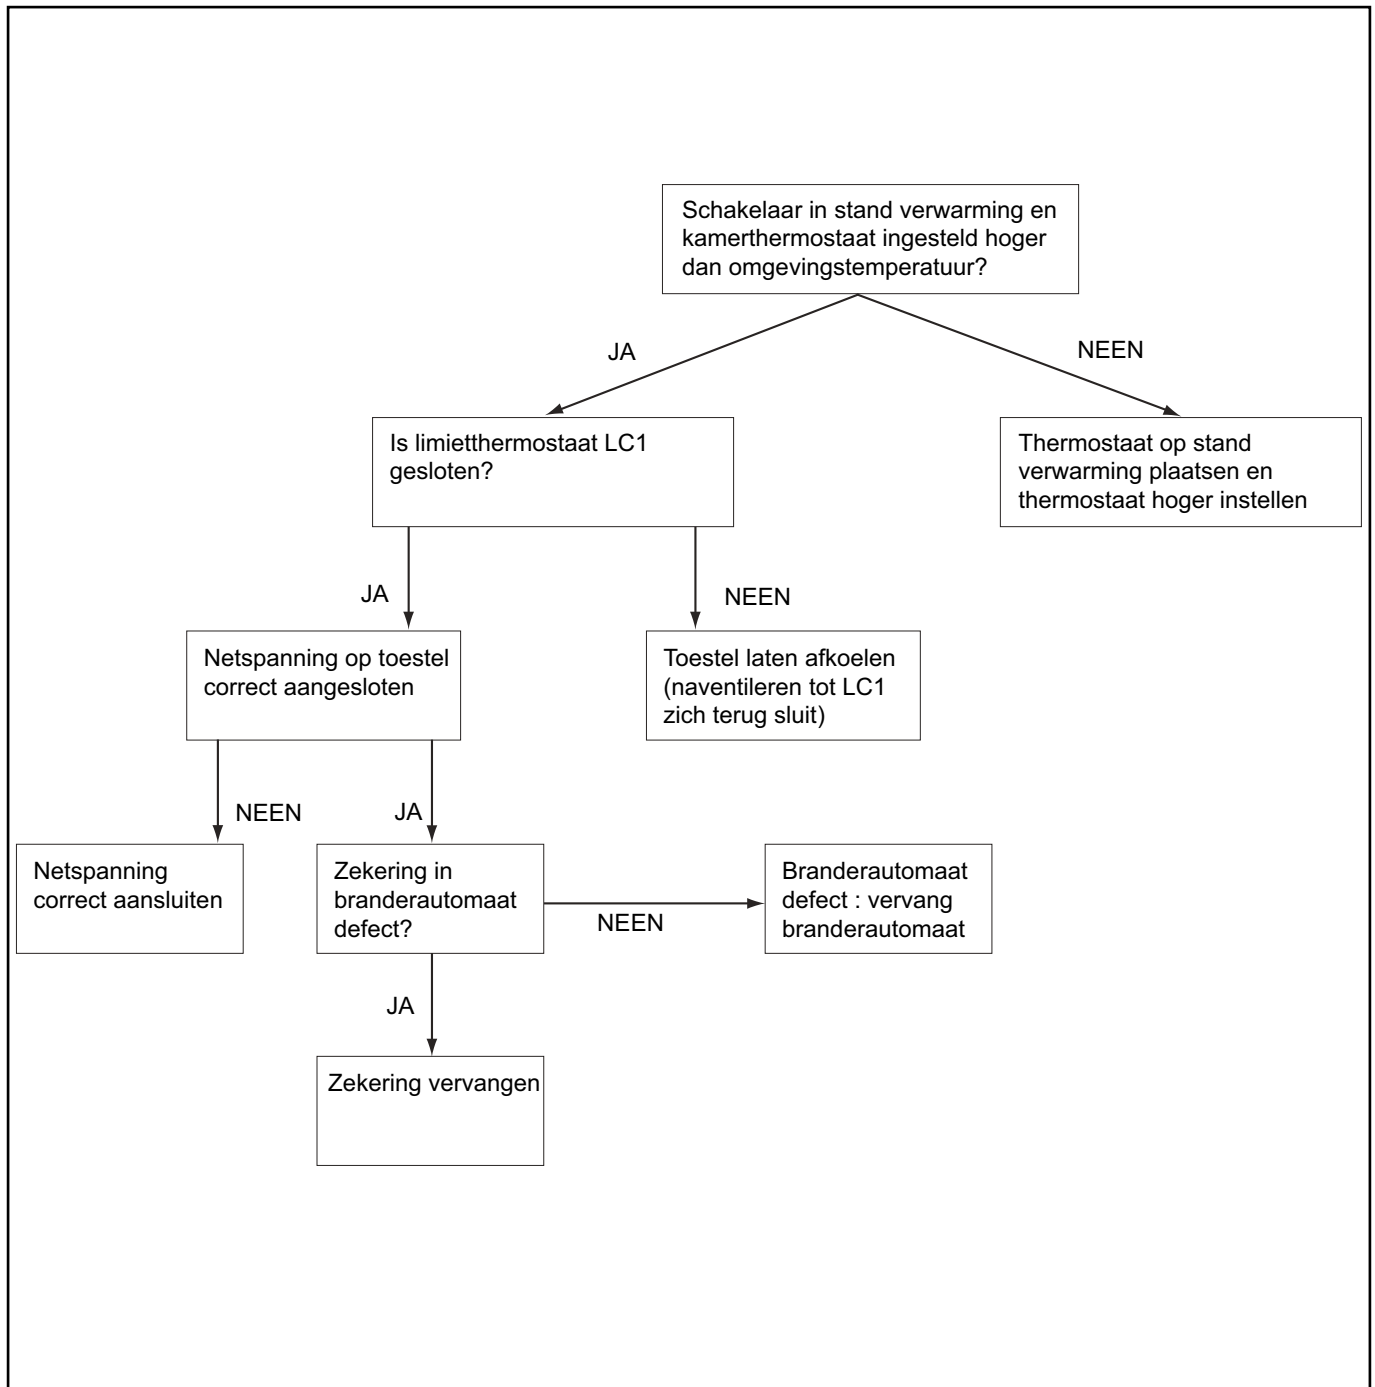 Schakelaar in stand verwarming en
kamerthermostaat ingesteld hoger
dan omgevingstemperatuur?
JA
NEEN
Is limietthermostaat LC1
gesloten?
Thermostaat op stand
verwarming plaatsen en
thermostaat hoger instellen
JA
NEEN
Netspanning op toestel
correct aangesloten
Toestel laten afkoelen
(naventileren tot LC1
zich terug sluit)
NEEN
JA
Netspanning
correct aansluiten
Zekering in
branderautomaat
defect?
NEEN
Branderautomaat
defect : vervang
branderautomaat
JA
Zekering vervangen